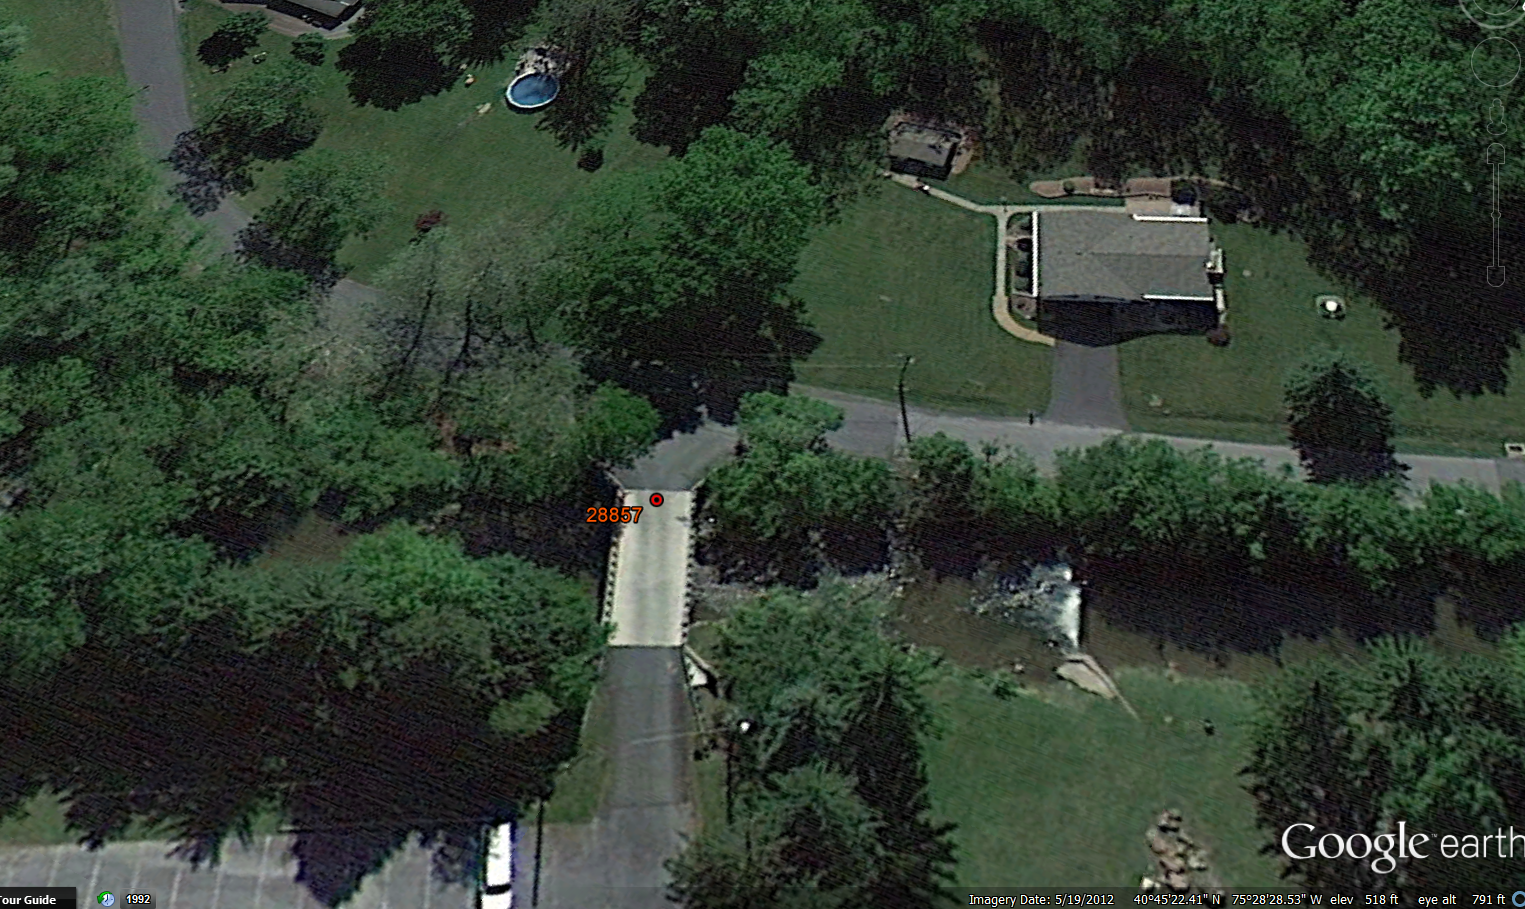 28857
Google earth
Tour Guide
1992
Imagery Date: 5/19/2012 40°45'22.41" N 75°28'28.53" W elev 518 ft eye alt 791 ft